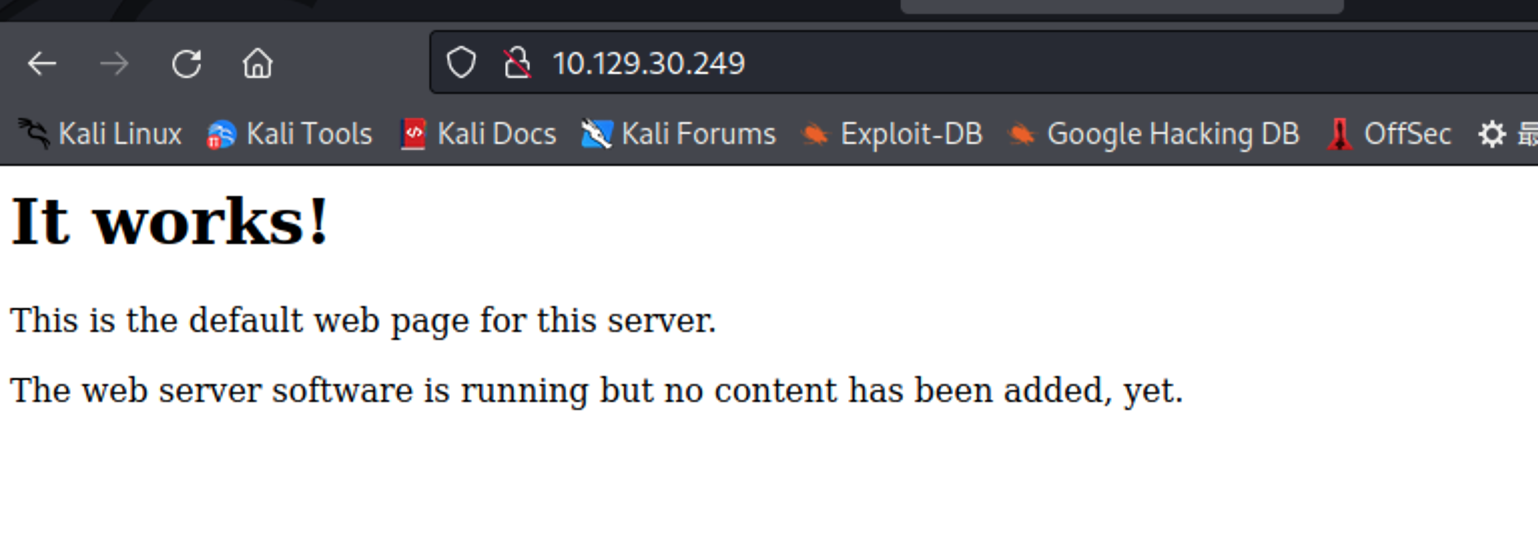 10.129.30.249
Kali Linux Kali Tools Kali Docs Kali Forums Exploit-DB Google Hacking DB OffSec
It works!
This is the default web page for this server.
The web server software is running but no content has been added, yet.